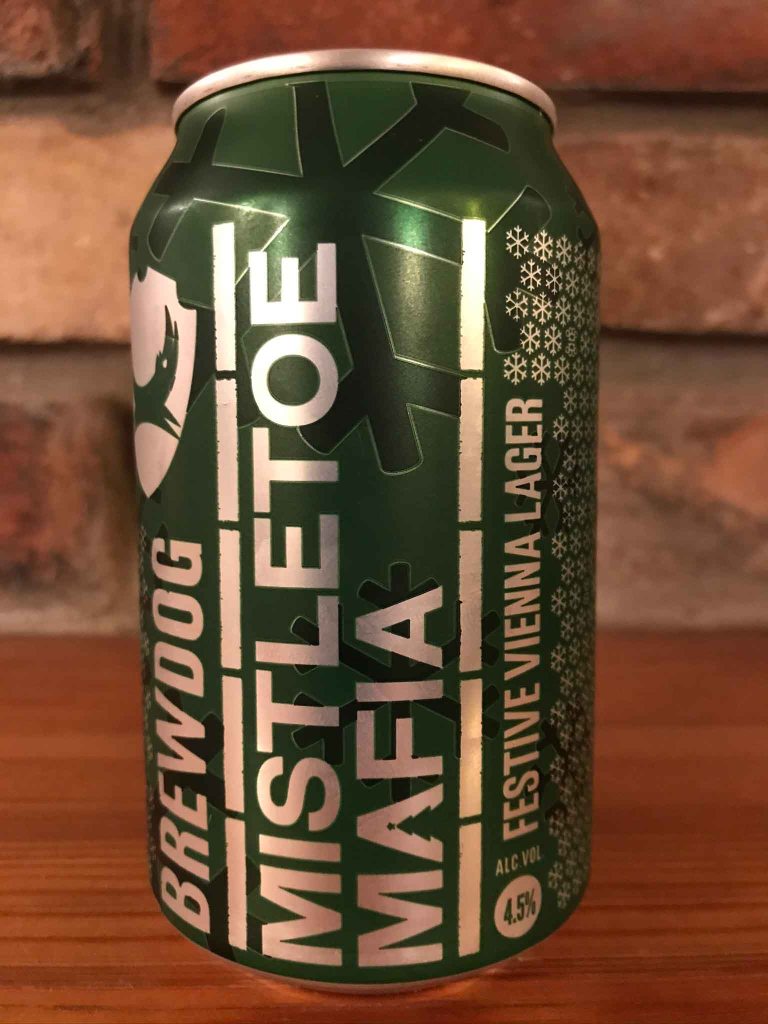 BREWDOG
MISTLETOE
MAFIA
FESTIVE VIENNA LAGER
ALC.VOL
4.5%